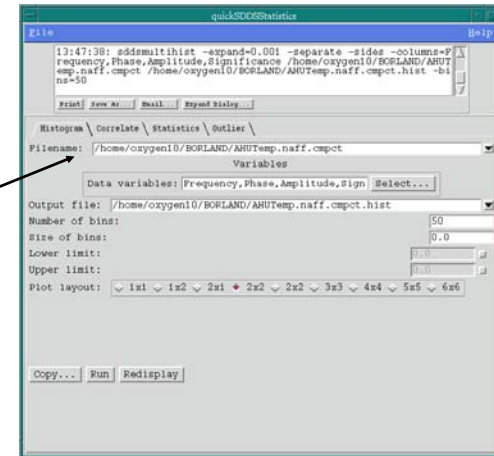 quickSDDSStatistics
File Help
13:47:38: sddsmultihist -expand=0.001 -separate -sides -columns=F
requency,Phase,Amplitude,Significance /home/oxygen10/BORLAND/AHUT
emp.naff.cmpct /home/oxygen10/BORLAND/AHUTemp.naff.cmpct.hist -bi
ns=50
Print Save As... Email... Expand Dialog...
Histogram \ Correlate \ Statistics \ Outlier \
Filename: /home/oxygen10/BORLAND/AHUTemp.naff.cmpct
Variables
Data variables: Frequency,Phase,Amplitude,Sign Select...
Output file: /home/oxygen10/BORLAND/AHUTemp.naff.cmpct.hist
Number of bins: 50
Size of bins: 0.0
Lower limit: 0.0
Upper limit: 0.0
Plot layout: 1x1 1x2 2x1 2x2 2x2 3x3 4x4 5x5 6x6
Copy... Run Redisplay